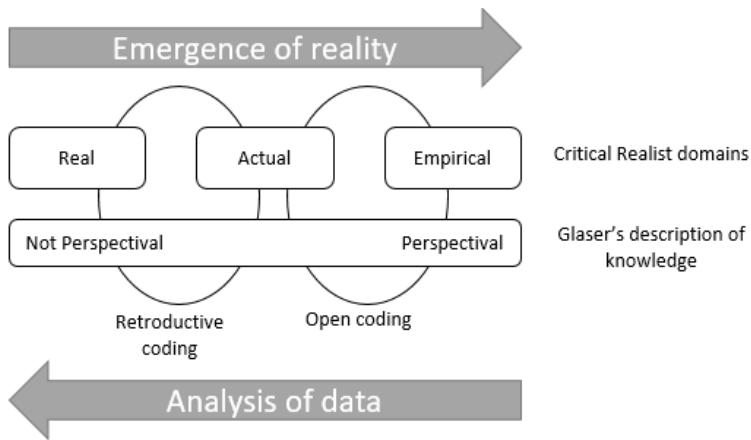 Emergence of reality
Real
Actual
Empirical
Critical Realist domains
Not Perspectival
Perspectival
Glaser's description of
knowledge
Retroductive
coding
Open coding
Analysis of data